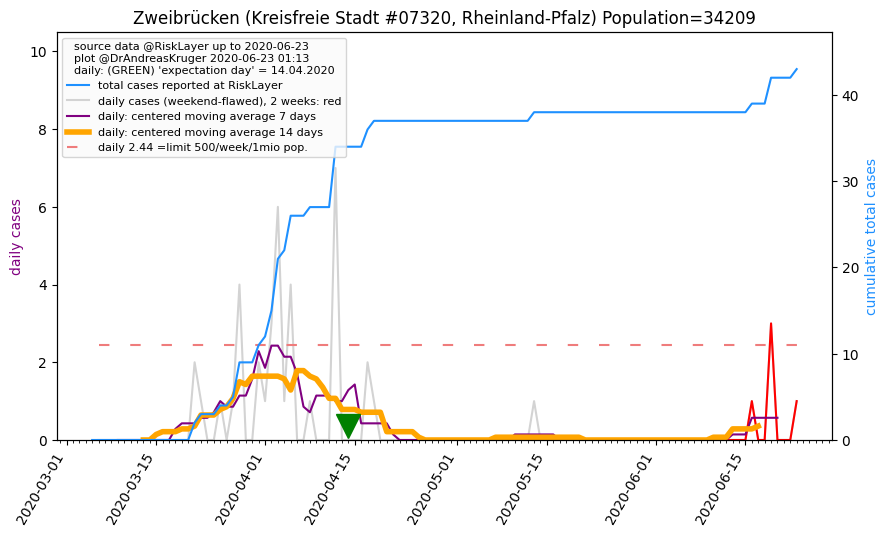 Zweibrücken (Kreisfreie Stadt #07320, Rheinland-Pfalz) Population=34209
source data @RiskLayer up to 2020-06-23
plot @DrAndreasKruger 2020-06-23 01:13
daily: (GREEN) 'expectation day' = 14.04.2020
total cases reported at RiskLayer
daily cases (weekend-flawed), 2 weeks: red
daily: centered moving average 7 days
daily: centered moving average 14 days
daily 2.44 =limit 500/week/1mio pop.
daily cases
10
8
6
4
2
0
cumulative total cases
40
30
20
10
0
2020-03-01
2020-03-15
2020-04-01
2020-04-15
2020-05-01
2020-05-15
2020-06-01
2020-06-15